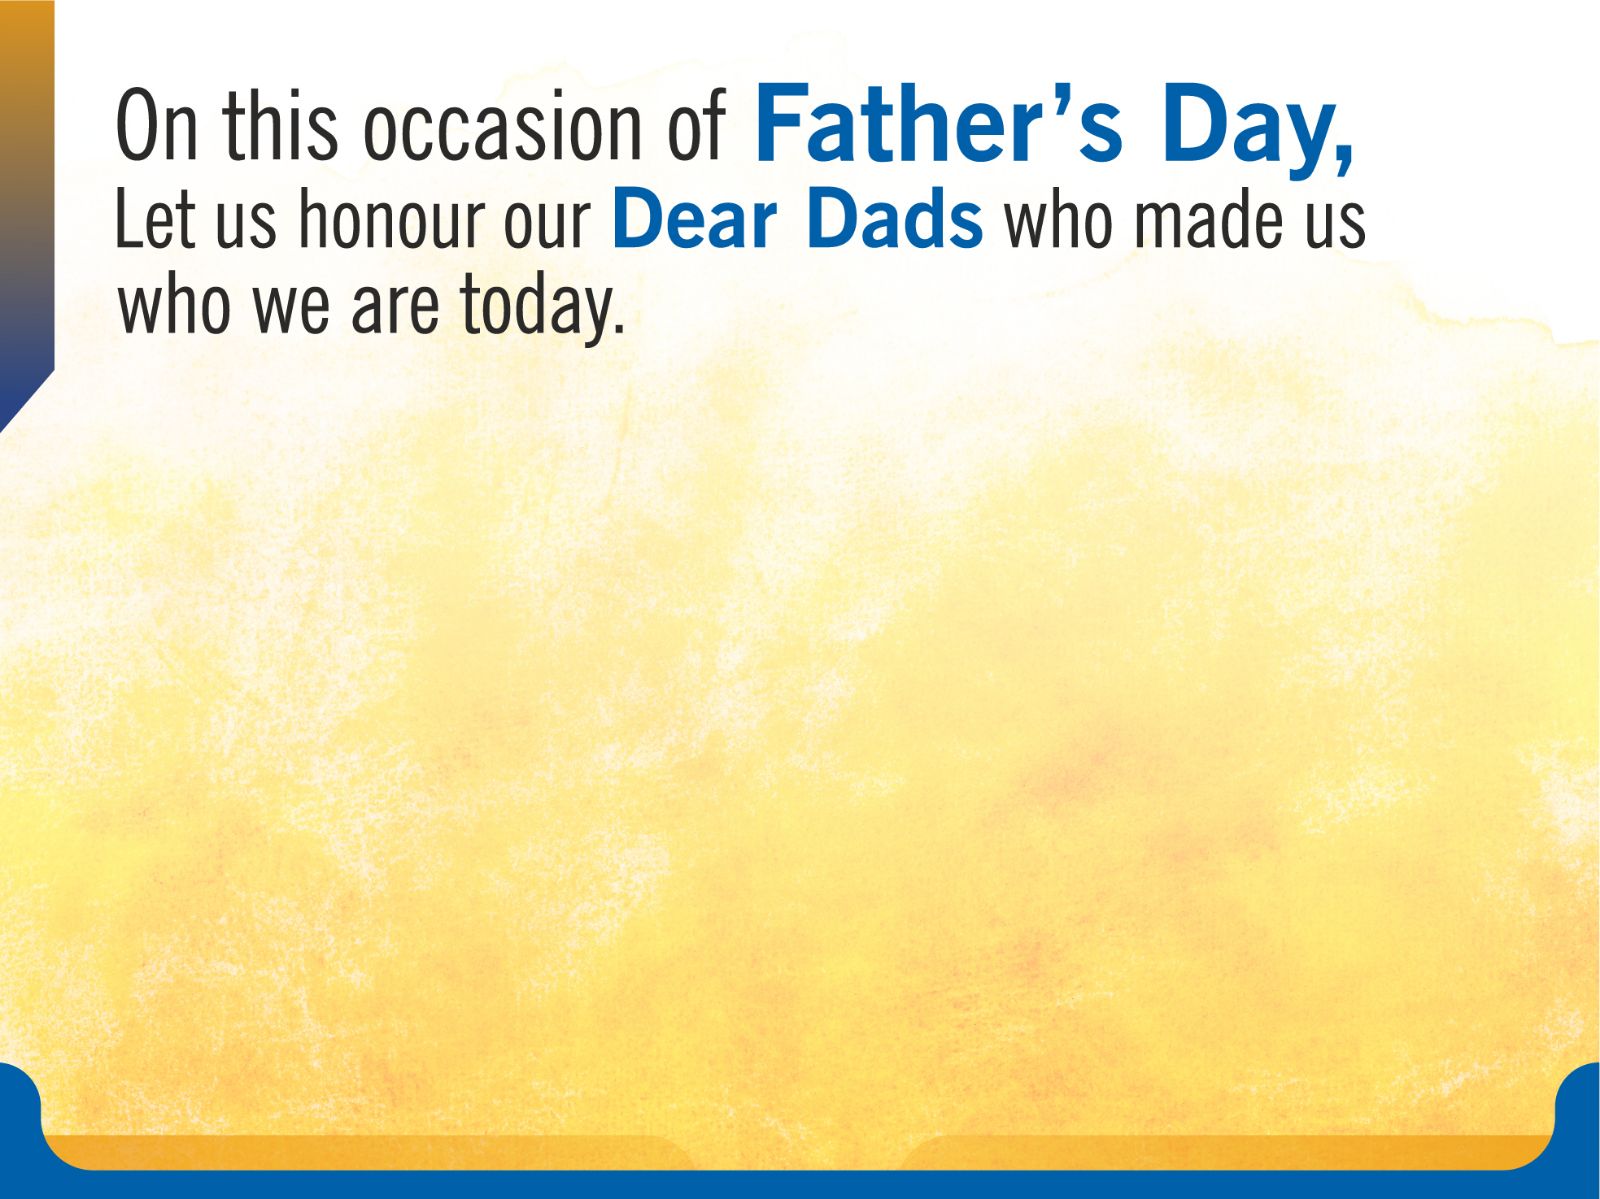 On this occasion of Father’s Day,
Let us honour our Dear Dads who made us
who we are today.